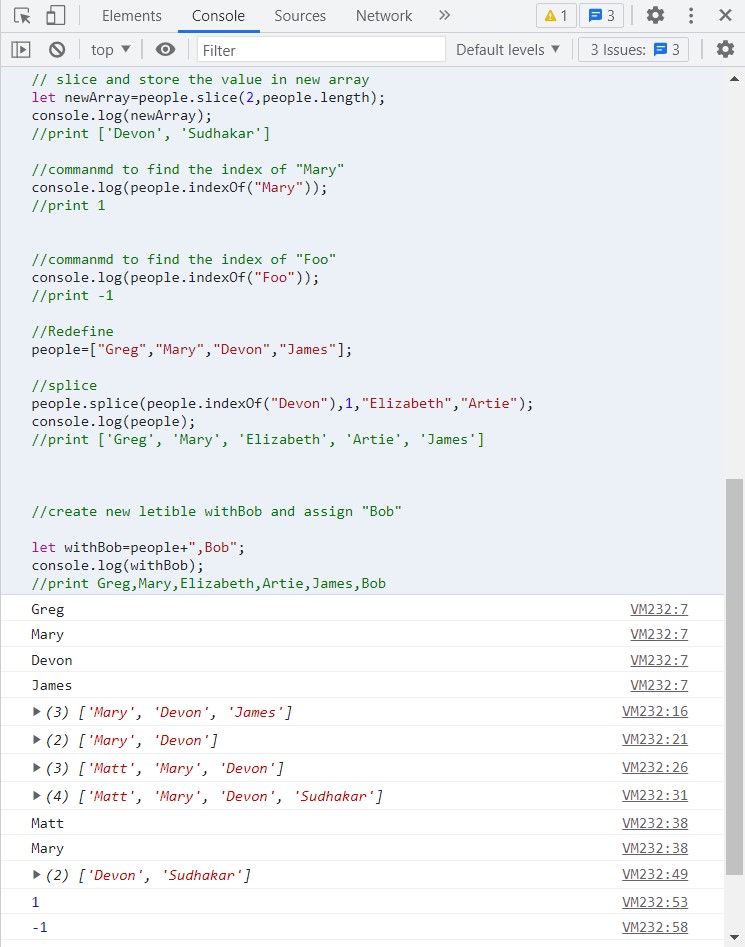 Elements Console Sources Network » 1 3
top ▼ Filter Default levels ▼ 3 Issues: 3
// slice and store the value in new array
let newArray=people.slice(2,people.length);
console.log(newArray);
//print ['Devon', 'Sudhakar']
//commanmd to find the index of "Mary"
console.log(people.indexOf("Mary"));
//print 1
//commanmd to find the index of "Foo"
console.log(people.indexOf("Foo"));
//print -1
//Redefine
people=["Greg","Mary","Devon","James"];
//splice
people.splice(people.indexOf("Devon"),1,"Elizabeth","Artie");
console.log(people);
//print ['Greg', 'Mary', 'Elizabeth', 'Artie', 'James']
//create new letible withBob and assign "Bob"
let withBob=people+",Bob";
console.log(withBob);
//print Greg,Mary,Elizabeth,Artie,James,Bob
Greg VM232:7
Mary VM232:7
Devon VM232:7
James VM232:7
▶ (3) ['Mary', 'Devon', 'James'] VM232:16
▶ (2) ['Mary', 'Devon'] VM232:21
▶ (3) ['Matt', 'Mary', 'Devon'] VM232:26
▶ (4) ['Matt', 'Mary', 'Devon', 'Sudhakar'] VM232:31
Matt VM232:38
Mary VM232:38
▶ (2) ['Devon', 'Sudhakar'] VM232:49
1 VM232:53
-1 VM232:58